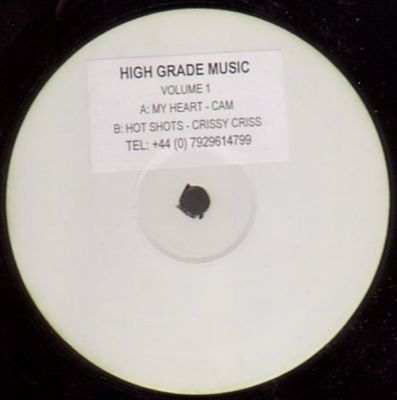 HIGH GRADE MUSIC
VOLUME 1
A: MY HEART - CAM
B: HOT SHOTS - CRISSY CRISS
TEL: +44 (0) 7929614799